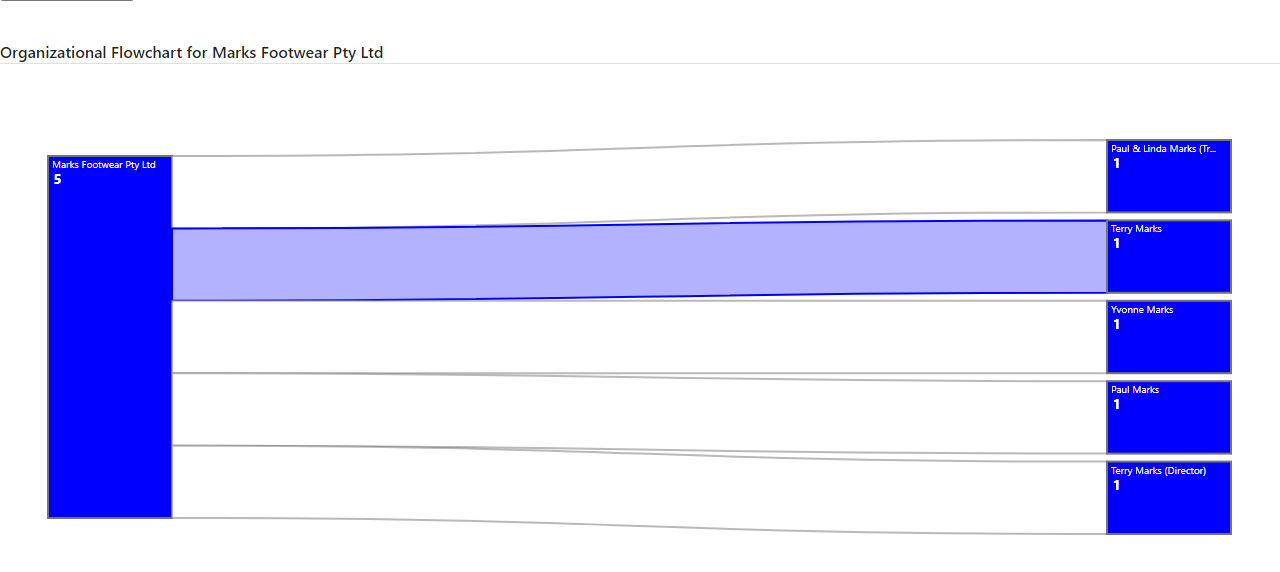 Organizational Flowchart for Marks Footwear Pty Ltd
Marks Footwear Pty Ltd
5
Paul & Linda Marks (Tr...
1
Terry Marks
1
Yvonne Marks
1
Paul Marks
1
Terry Marks (Director)
1